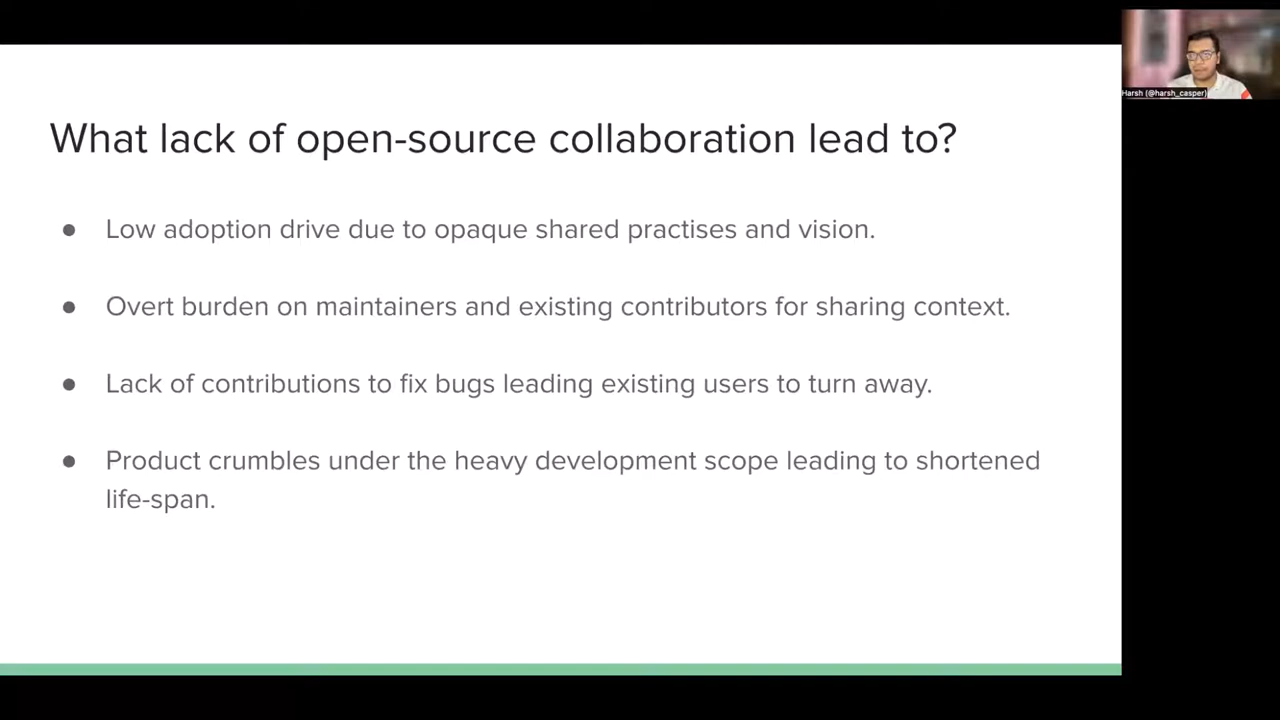 What lack of open-source collaboration lead to?
● Low adoption drive due to opaque shared practises and vision.
● Overt burden on maintainers and existing contributors for sharing context.
● Lack of contributions to fix bugs leading existing users to turn away.
● Product crumbles under the heavy development scope leading to shortened
life-span.
Harsh (@harsh_casper)